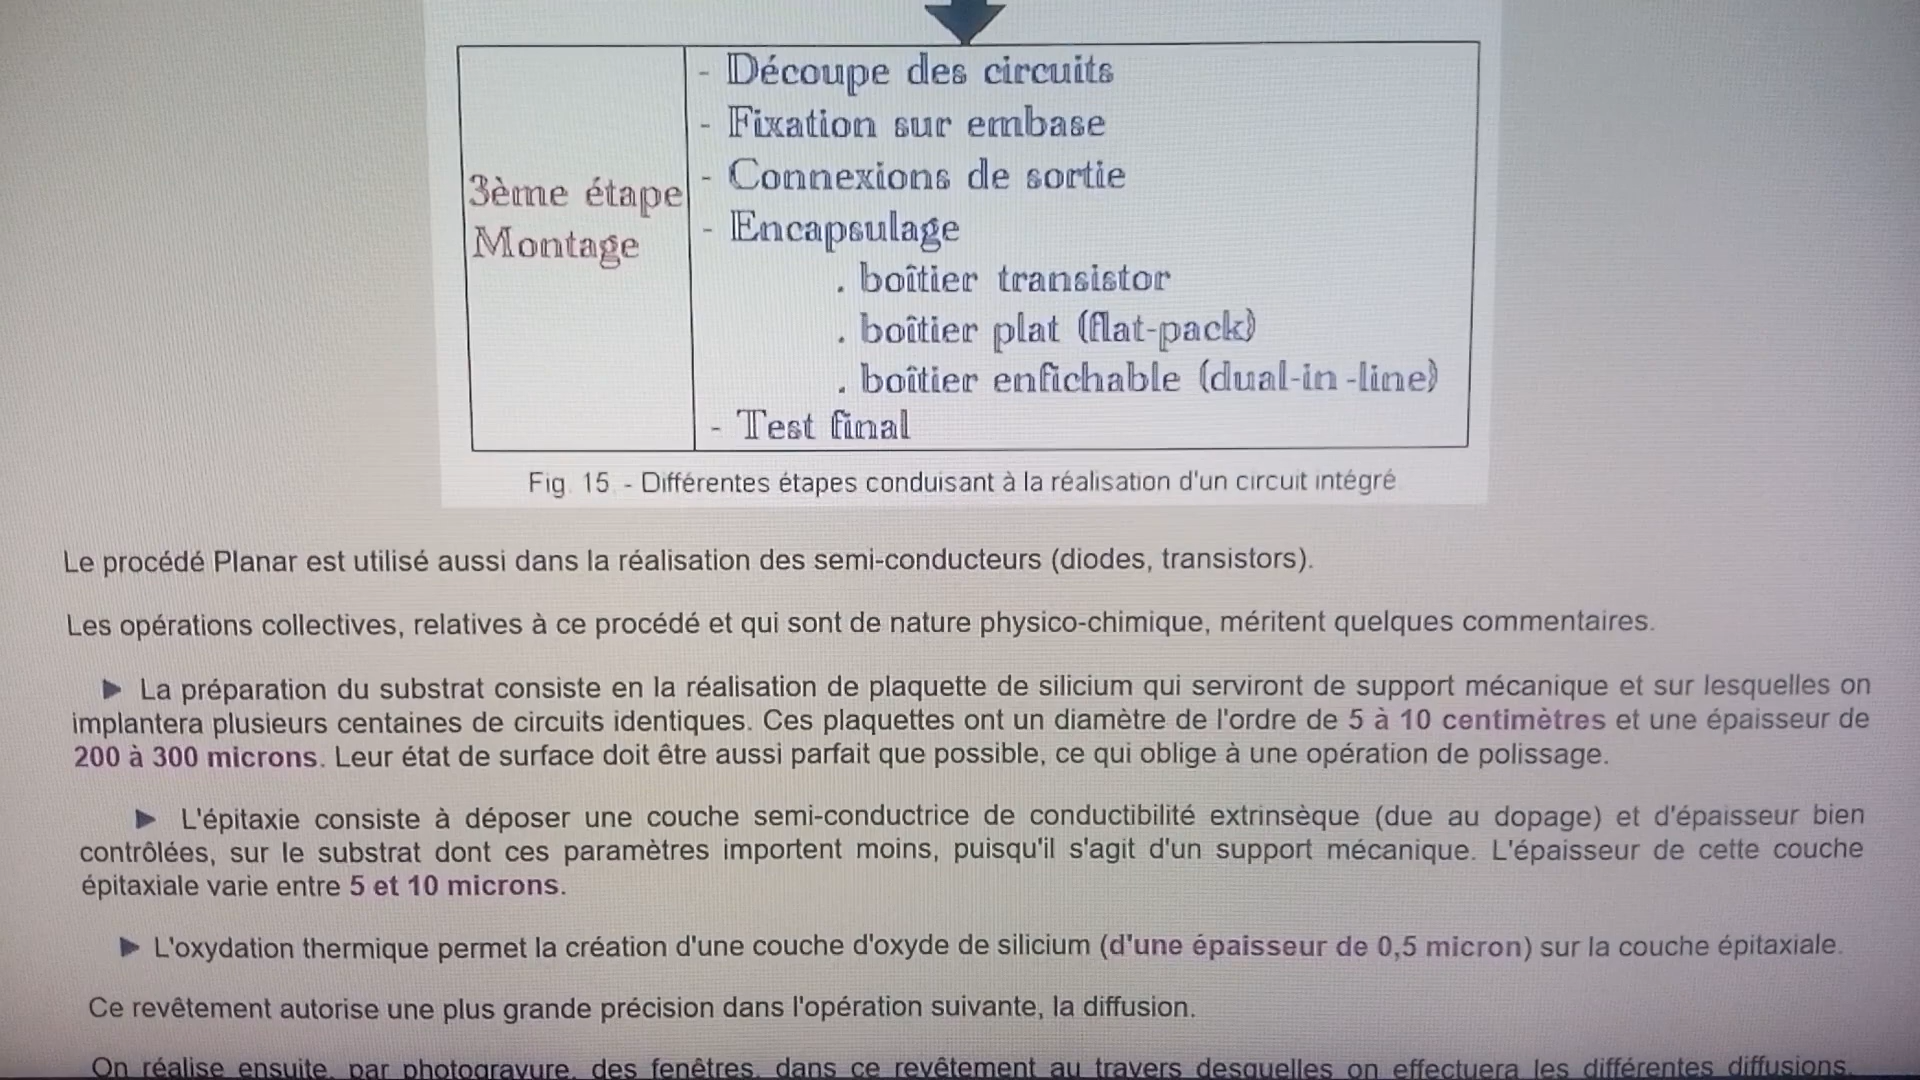 - Découpe des circuits
- Fixation sur embase
- Connexions de sortie
3ème étape
Montage
- Encapsulage
. boîtier transistor
. boîtier plat (flat-pack)
. boîtier enfichable (dual-in-line)
- Test final
Fig. 15. - Différentes étapes conduisant à la réalisation d'un circuit intégré
Le procédé Planar est utilisé aussi dans la réalisation des semi-conducteurs (diodes, transistors).
Les opérations collectives, relatives à ce procédé et qui sont de nature physico-chimique, méritent quelques commentaires.
► La préparation du substrat consiste en la réalisation de plaquette de silicium qui serviront de support mécanique et sur lesquelles on
implantera plusieurs centaines de circuits identiques. Ces plaquettes ont un diamètre de l'ordre de 5 à 10 centimètres et une épaisseur de
200 à 300 microns. Leur état de surface doit être aussi parfait que possible, ce qui oblige à une opération de polissage.
► L'épitaxie consiste à déposer une couche semi-conductrice de conductibilité extrinsèque (due au dopage) et d'épaisseur bien
contrôlées, sur le substrat dont ces paramètres importent moins, puisqu'il s'agit d'un support mécanique. L'épaisseur de cette couche
épitaxiale varie entre 5 et 10 microns.
► L'oxydation thermique permet la création d'une couche d'oxyde de silicium (d'une épaisseur de 0,5 micron) sur la couche épitaxiale.
Ce revêtement autorise une plus grande précision dans l'opération suivante, la diffusion.
On réalise ensuite, par photogravure, des fenêtres, dans ce revêtement au travers desquelles on effectuera les différentes diffusions.